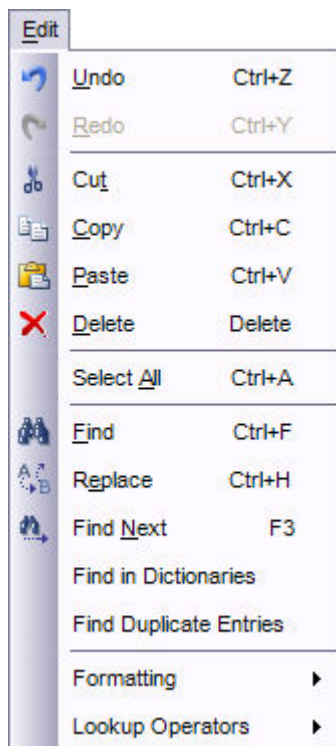 Edit
Undo Ctrl+Z
Redo Ctrl+Y
Cut Ctrl+X
Copy Ctrl+C
Paste Ctrl+V
Delete Delete
Select All Ctrl+A
Find Ctrl+F
Replace Ctrl+H
Find Next F3
Find in Dictionaries
Find Duplicate Entries
Formatting
Lookup Operators